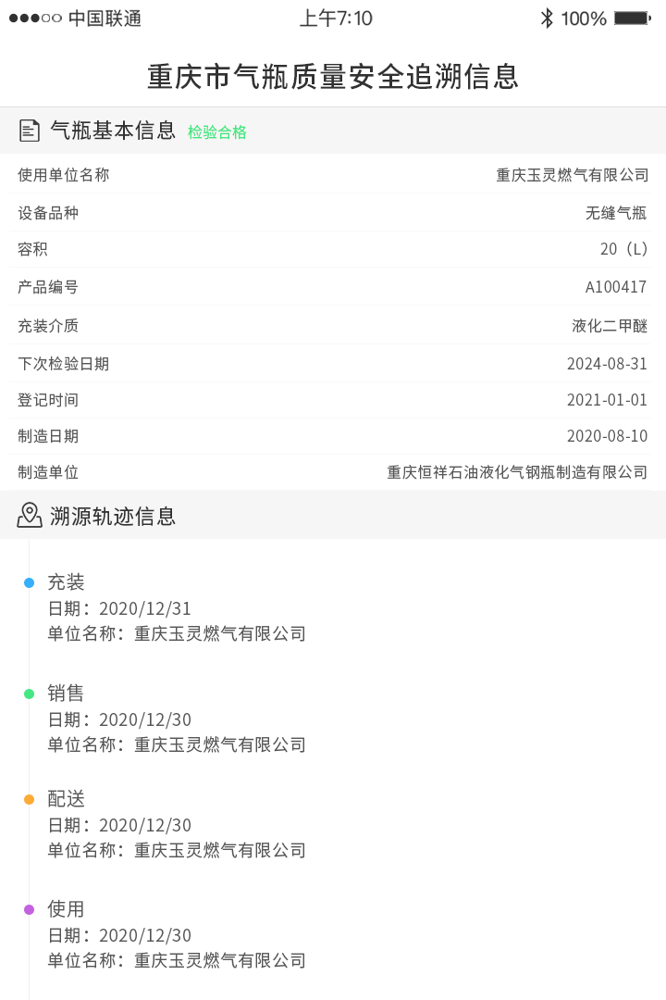 中国联通 上午7:10 100%
重庆市气瓶质量安全追溯信息
气瓶基本信息 检验合格
使用单位名称 重庆玉灵燃气有限公司
设备品种 无缝气瓶
容积 20（L）
产品编号 A100417
充装介质 液化二甲醚
下次检验日期 2024-08-31
登记时间 2021-01-01
制造日期 2020-08-10
制造单位 重庆恒祥石油液化气钢瓶制造有限公司
溯源轨迹信息
充装
日期：2020/12/31
单位名称：重庆玉灵燃气有限公司
销售
日期：2020/12/30
单位名称：重庆玉灵燃气有限公司
配送
日期：2020/12/30
单位名称：重庆玉灵燃气有限公司
使用
日期：2020/12/30
单位名称：重庆玉灵燃气有限公司